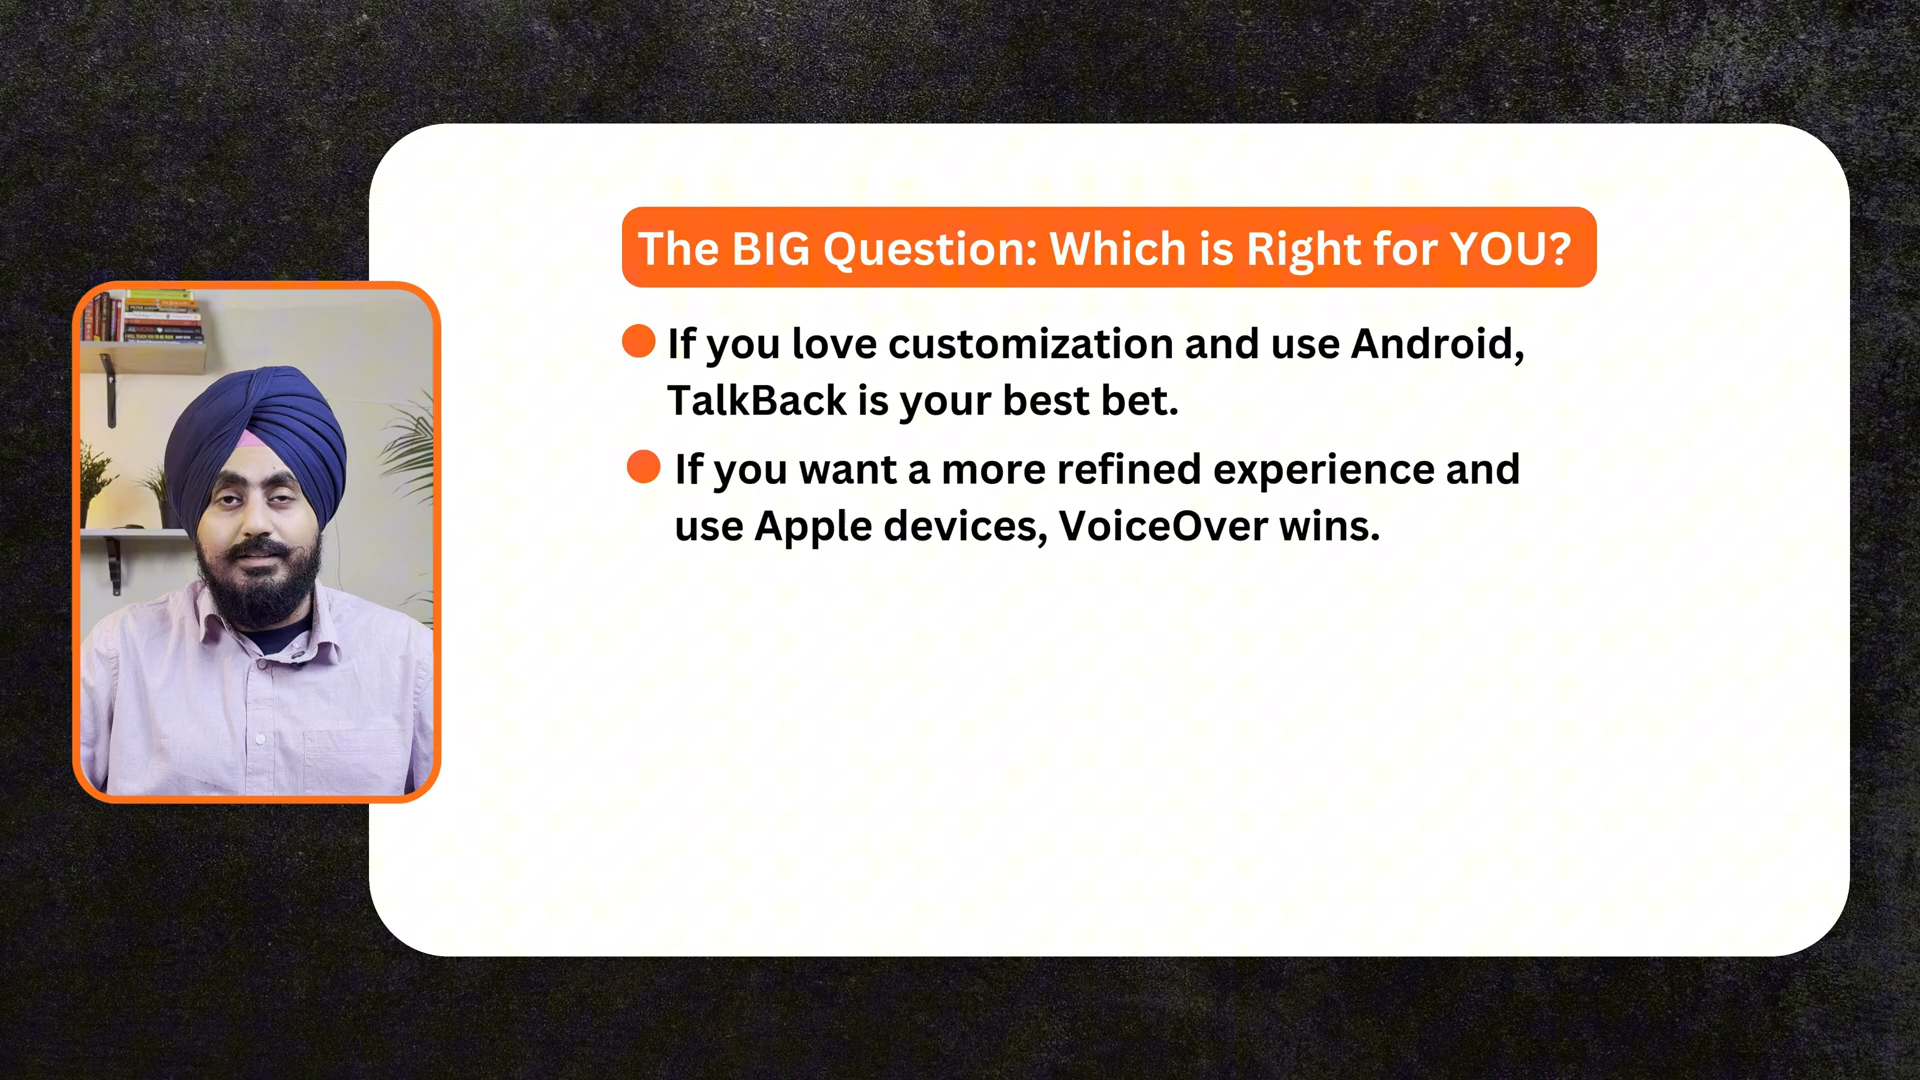 The BIG Question: Which is Right for YOU?
If you love customization and use Android,
TalkBack is your best bet.
If you want a more refined experience and
use Apple devices, VoiceOver wins.